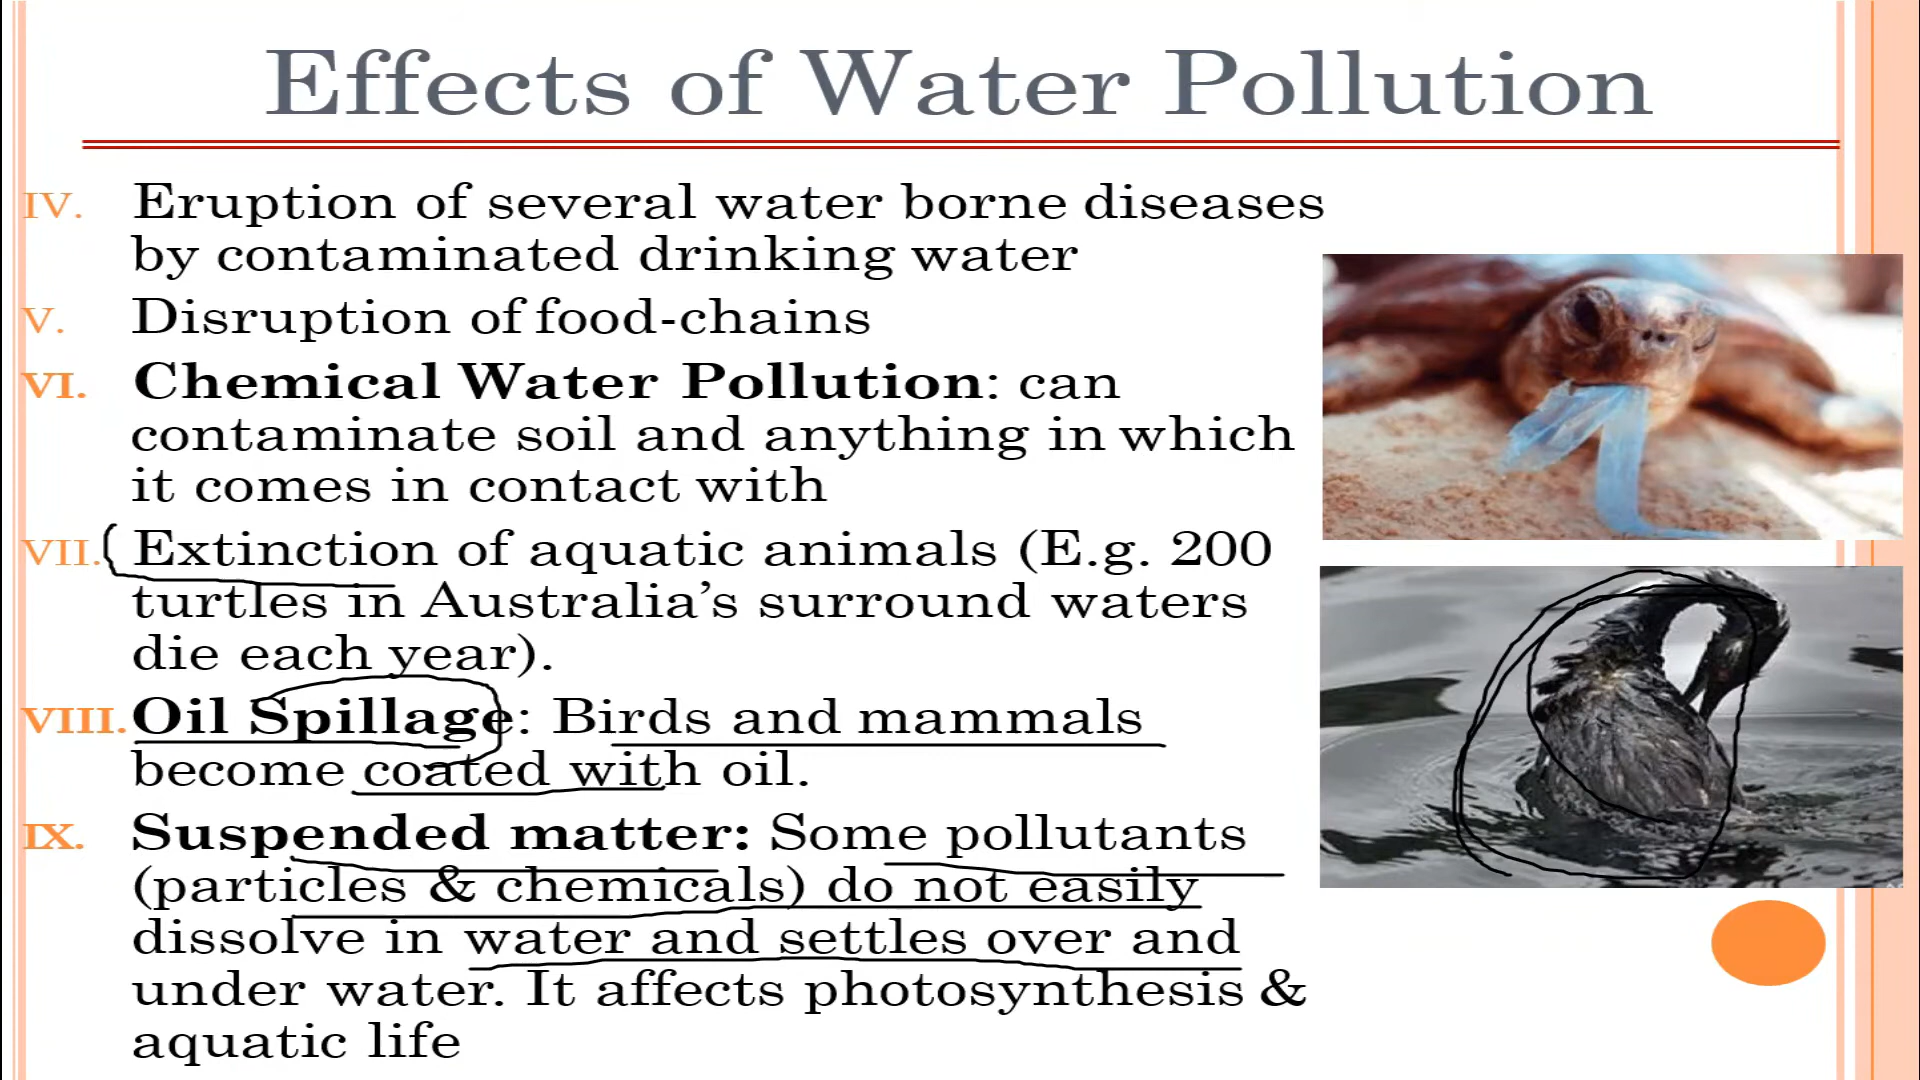 Effects of Water Pollution
IV. Eruption of several water borne diseases
by contaminated drinking water
V. Disruption of food-chains
VI. Chemical Water Pollution: can
contaminate soil and anything in which
it comes in contact with
VII. Extinction of aquatic animals (E.g. 200
turtles in Australia’s surround waters
die each year).
VIII. Oil Spillage: Birds and mammals
become coated with oil.
IX. Suspended matter: Some pollutants
(particles & chemicals) do not easily
dissolve in water and settles over and
under water. It affects photosynthesis &
aquatic life